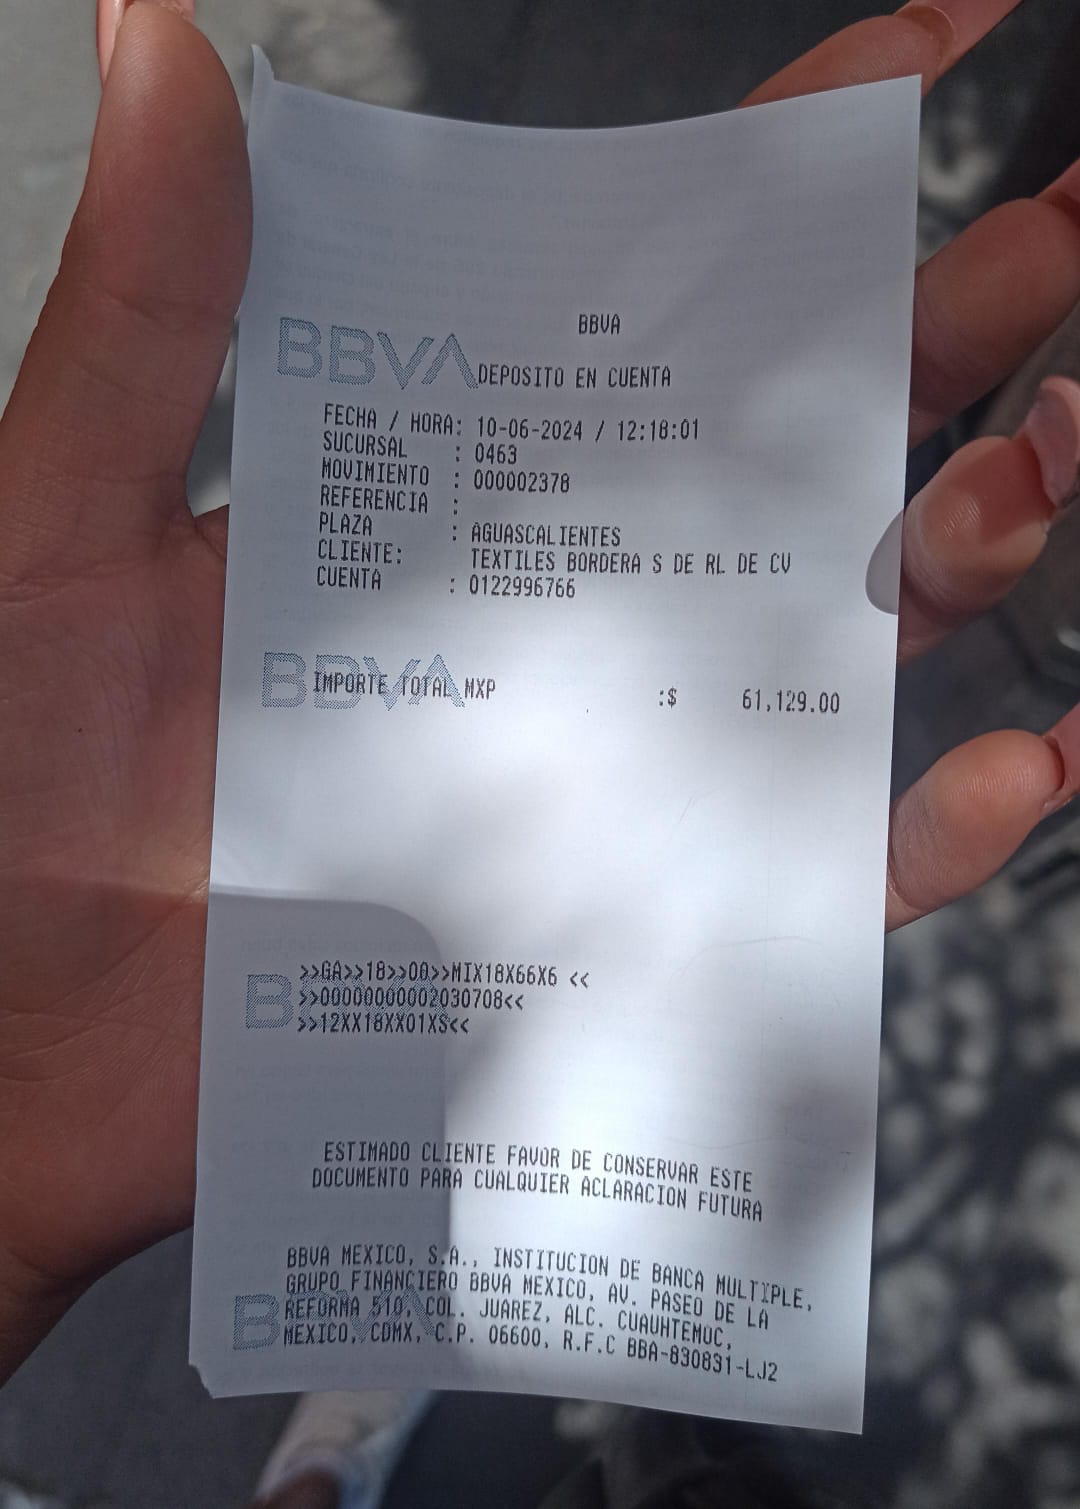 BBVA
BBVA
DEPOSITO EN CUENTA
FECHA / HORA: 10-06-2024 / 12:18:01
SUCURSAL : 0463
MOVIMIENTO : 000002378
REFERENCIA :
PLAZA : AGUASCALIENTES
CLIENTE: TEXTILES BORDERA S DE RL DE CV
CUENTA : 0122996766
BBVA
IMPORTE TOTAL MXP :$ 61,129.00
>>GA>>18>>00>>MIX18X66X6 <<
>>00000000002030708<<
>>12XX18XX01XS<<
ESTIMADO CLIENTE FAVOR DE CONSERVAR ESTE
DOCUMENTO PARA CUALQUIER ACLARACION FUTURA
BBVA MEXICO, S.A., INSTITUCION DE BANCA MULTIPLE,
GRUPO FINANCIERO BBVA MEXICO, AV. PASEO DE LA
REFORMA 510, COL. JUAREZ, ALC. CUAUHTEMOC,
MEXICO, CDMX, C.P. 06600, R.F.C BBA-830831-LJ2